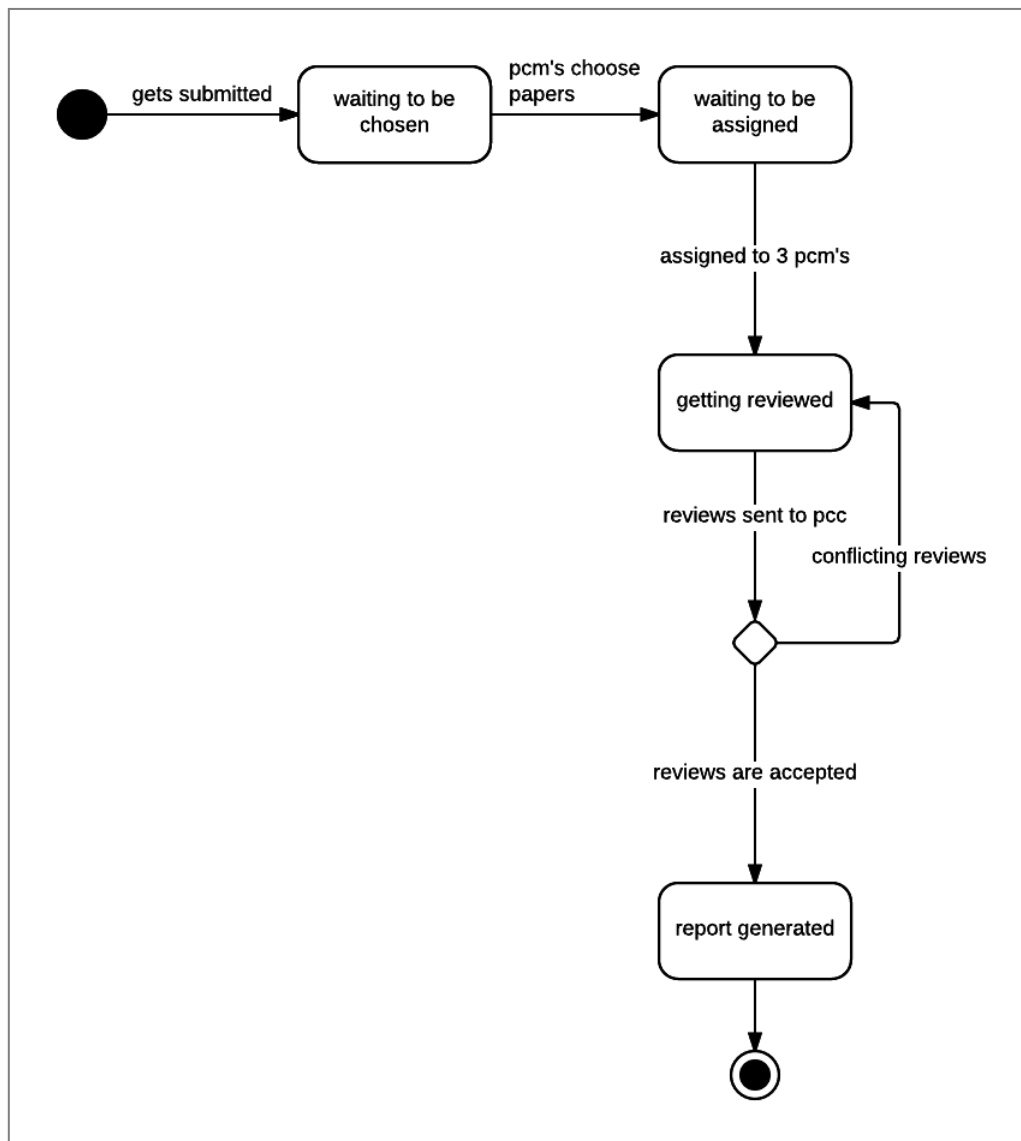 gets submitted
waiting to be
chosen
pcm's choose
papers
waiting to be
assigned
assigned to 3 pcm's
getting reviewed
reviews sent to pcc
conflicting reviews
reviews are accepted
report generated